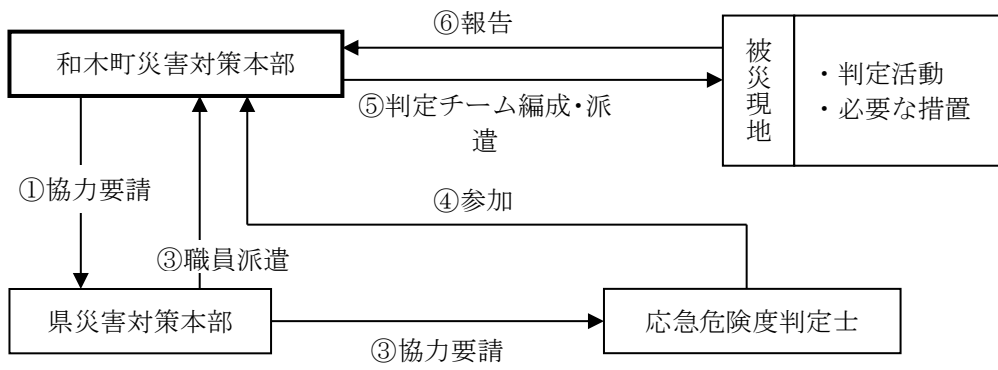 ⑥報告
和木町災害対策本部
被災現地
・判定活動
・必要な措置
⑤判定チーム編成・派
遣
①協力要請
④参加
③職員派遣
県災害対策本部
応急危険度判定士
③協力要請